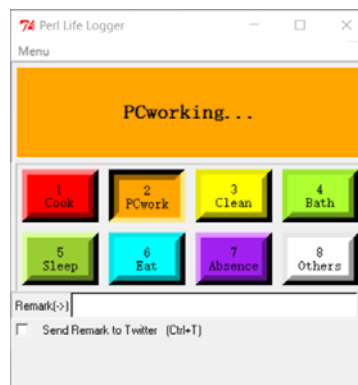 Perl Life Logger
Menu
PCworking...
1 2 3 4
Cook PCwork Clean Bath
5 6 7 8
Sleep Eat Absence Others
Remark(->)
Send Remark to Twitter (Ctrl+T)